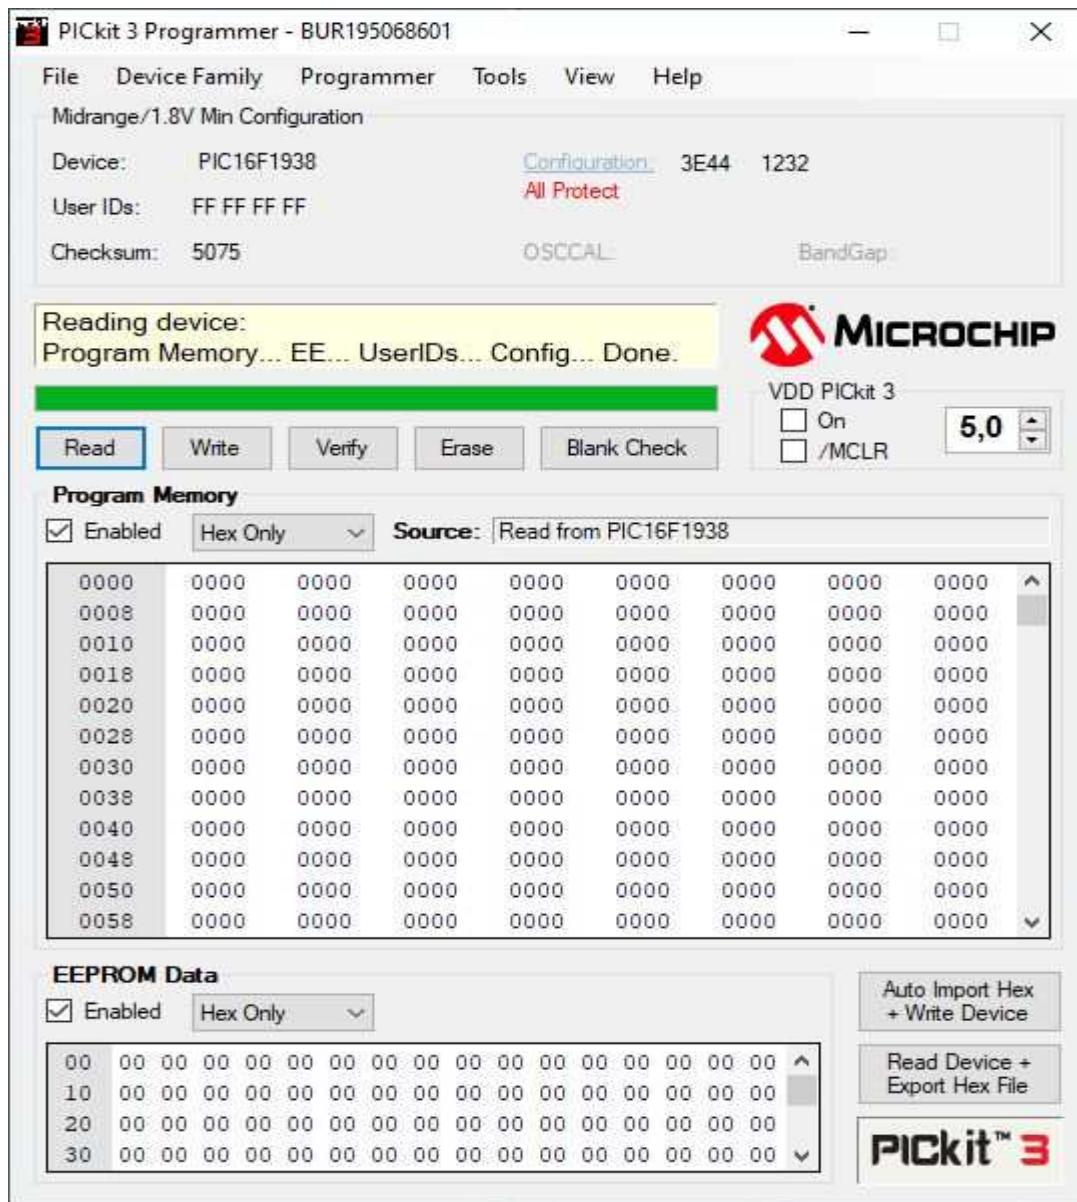 PICkit 3 Programmer - BUR195068601
File Device Family Programmer Tools View Help
Midrange/1.8V Min Configuration
Device: PIC16F1938 Configuration: 3E44 1232
All Protect
User IDs: FF FF FF FF
Checksum: 5075 OSCCAL: BandGap:
Reading device:
Program Memory... EE... UserIDs... Config... Done.
MICROCHIP
VDD PICkit 3
On
/MCLR
5,0
Read Write Verify Erase Blank Check
Program Memory
Enabled Hex Only Source: Read from PIC16F1938
0000 0000 0000 0000 0000 0000 0000 0000 0000
0008 0000 0000 0000 0000 0000 0000 0000 0000
0010 0000 0000 0000 0000 0000 0000 0000 0000
0018 0000 0000 0000 0000 0000 0000 0000 0000
0020 0000 0000 0000 0000 0000 0000 0000 0000
0028 0000 0000 0000 0000 0000 0000 0000 0000
0030 0000 0000 0000 0000 0000 0000 0000 0000
0038 0000 0000 0000 0000 0000 0000 0000 0000
0040 0000 0000 0000 0000 0000 0000 0000 0000
0048 0000 0000 0000 0000 0000 0000 0000 0000
0050 0000 0000 0000 0000 0000 0000 0000 0000
0058 0000 0000 0000 0000 0000 0000 0000 0000
EEPROM Data
Enabled Hex Only
00 00 00 00 00 00 00 00 00 00 00 00 00 00 00 00 00
10 00 00 00 00 00 00 00 00 00 00 00 00 00 00 00 00
20 00 00 00 00 00 00 00 00 00 00 00 00 00 00 00 00
30 00 00 00 00 00 00 00 00 00 00 00 00 00 00 00 00
Auto Import Hex
+ Write Device
Read Device +
Export Hex File
PICkit™ 3